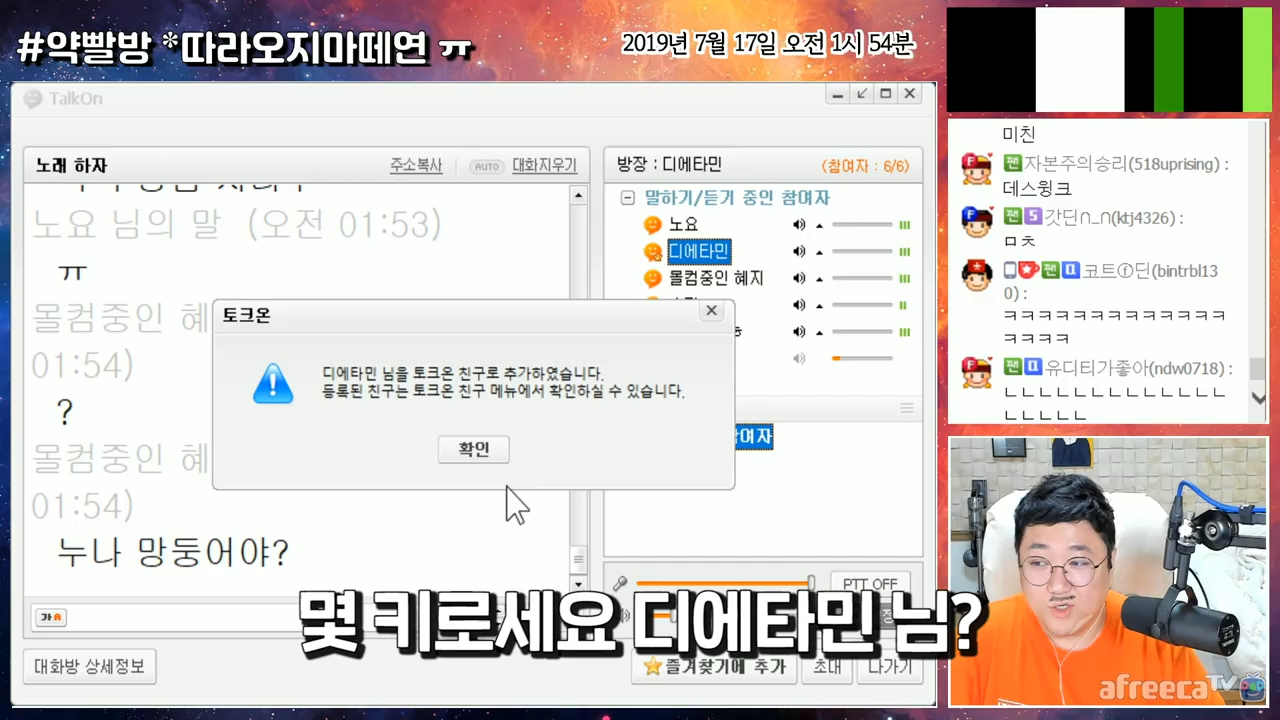 #약빨방 *따라오지마떼연 ㅠ
2019년 7월 17일 오전 1시 54분
TalkOn
노래 하자
주소복사
AUTO
대화지우기
노요 님의 말 (오전01:53)
ㅠ
몰컴중인 혜
01:54)
?
몰컴중인 혜
01:54)
누나 망둥어야?
가
대화방 상세정보
방장 : 디에타민
(참여자 : 6/6)
말하기/듣기 중인 참여자
노요
디에타민
몰컴중인 혜지
여자
PTT OFF
즐겨찾기에 추가
초대
나가기
토크온
디에타민 님을 토크온 친구로 추가하였습니다.
등록된 친구는 토크온 친구 메뉴에서 확인하실 수 있습니다.
확인
몇 키로세요 디에타민 님?
미친
팬 자본주의승리(518uprising) :
데스윙크
팬 S 갓딘∩_∩(ktj4326) :
ㅁㅊ
팬 코트ⓕ딘(bintrbl13
0) :
ㅋㅋㅋㅋㅋㅋㅋㅋㅋㅋㅋㅋㅋ
ㅋㅋㅋㅋ
팬 유디티가좋아(ndw0718) :
ㄴㄴㄴㄴㄴㄴㄴㄴㄴㄴㄴㄴ
ㄴㄴㄴㄴㄴ
afreecaTV